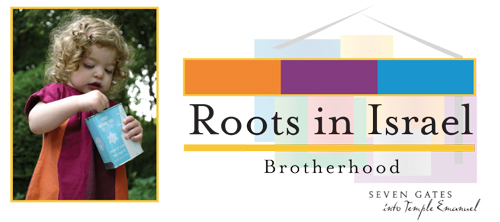 Roots in Israel
Brotherhood
SEVEN GATES
into Temple Emanuel